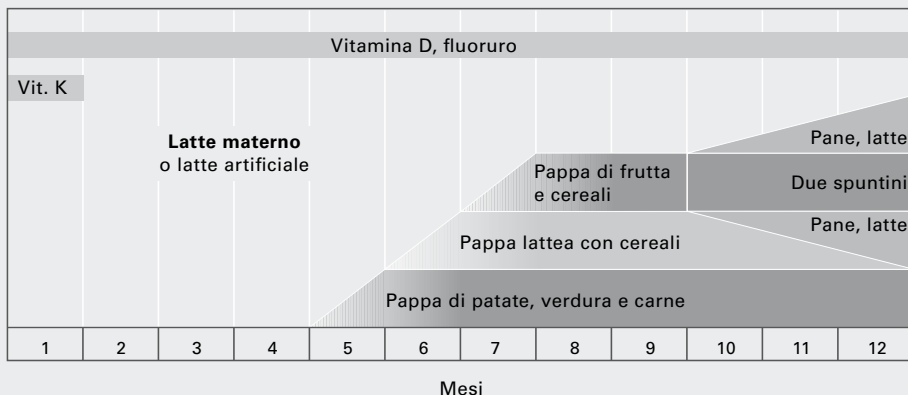 Vitamina D, fluoruro
Vit. K
Latte materno
o latte artificiale
Pane, latte
Pappa di frutta
e cereali
Due spuntini
Pane, latte
Pappa lattea con cereali
Pappa di patate, verdura e carne
1 2 3 4 5 6 7 8 9 10 11 12
Mesi